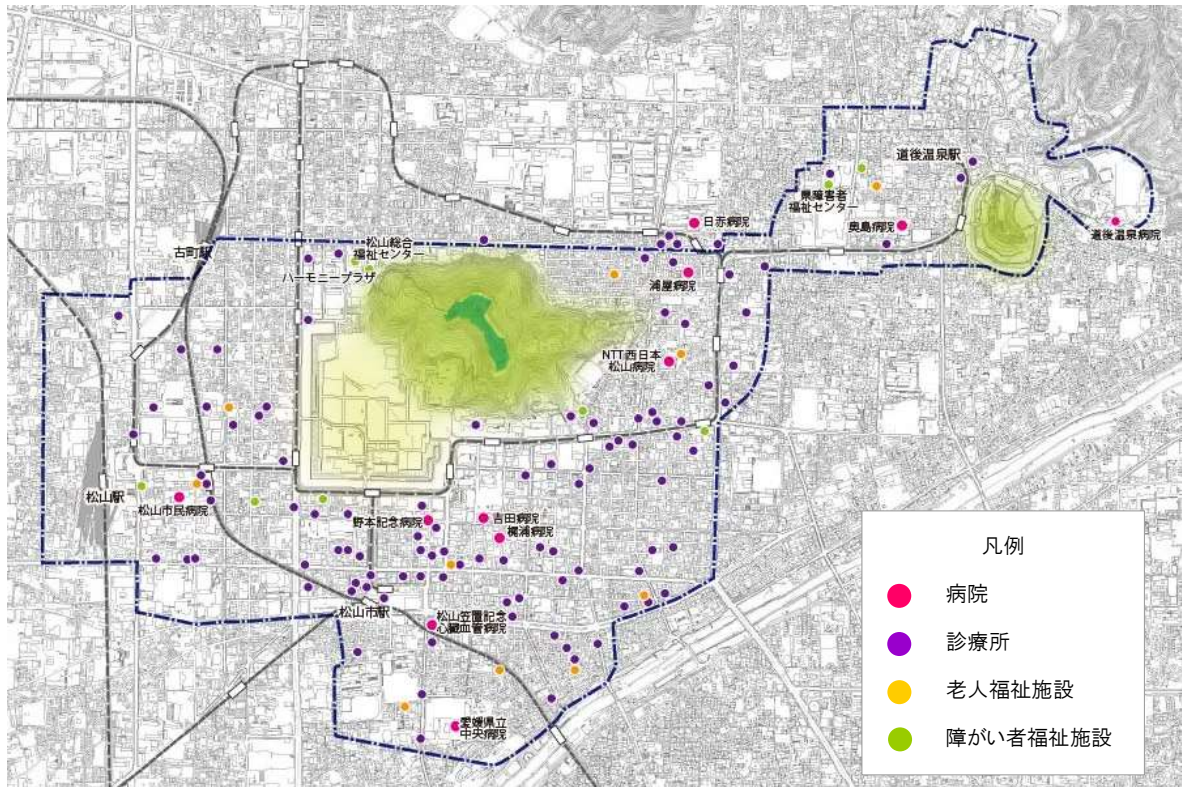 道後温泉駅
県障害者
福祉センター
日赤病院
奥島病院
道後温泉病院
古町駅
松山総合
福祉センター
ハーモニープラザ
浦屋病院
NTT西日本
松山病院
松山駅
松山市民病院
野本記念病院
吉田病院
梶浦病院
松山市駅
松山笠置記念
心臓血管病院
愛媛県立
中央病院
凡例
病院
診療所
老人福祉施設
障がい者福祉施設